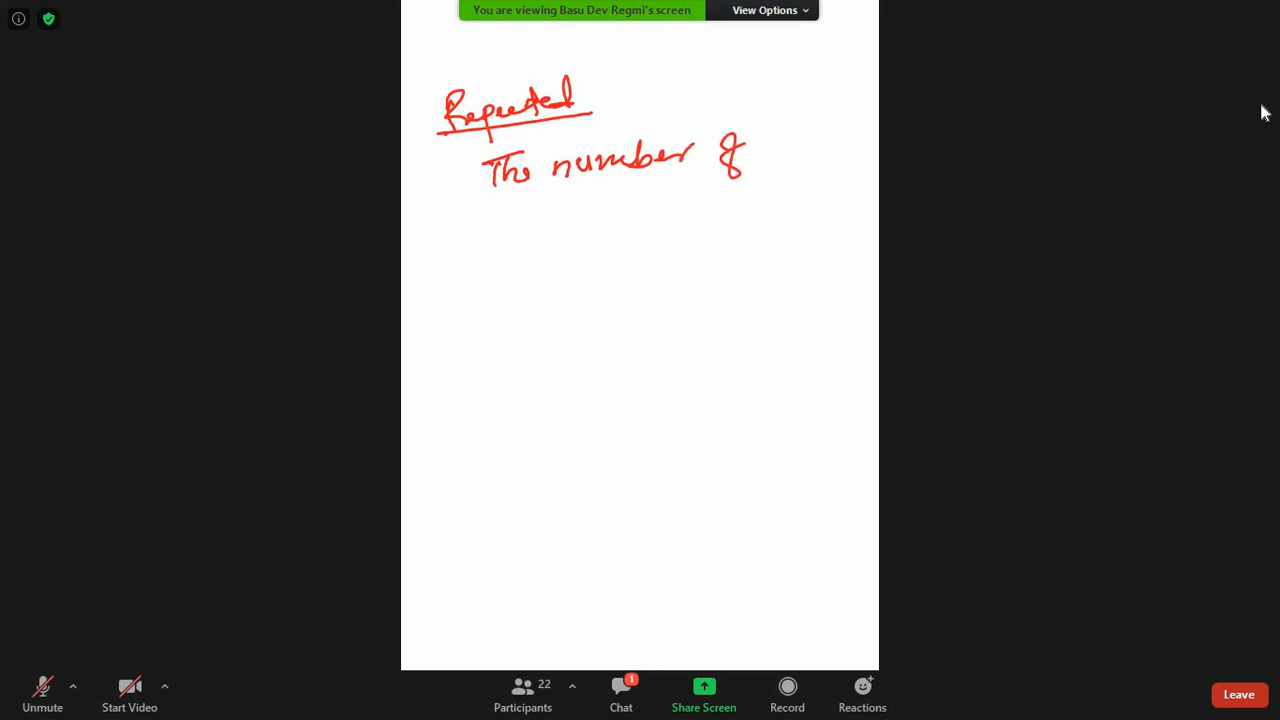 You are viewing Basu Dev Regmi's screen
View Options
Repeated
The number of
Unmute
Start Video
22
Participants
1
Chat
Share Screen
Record
Reactions
Leave